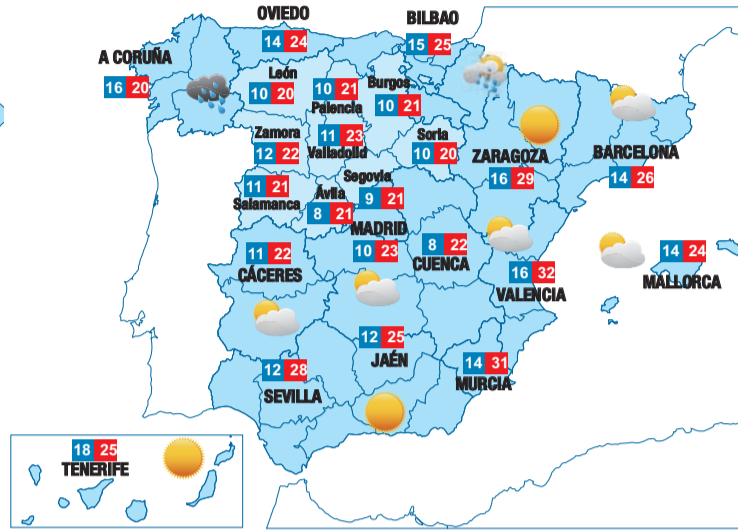 OVIEDO
14 24
BILBAO
15 25
A CORUÑA
16 20
León
10 20
10 21
Palencia
Burgos
10 21
Zamora
12 22
11 23
Valladolid
Soria
10 20
ZARAGOZA
16 29
BARCELONA
14 26
11 21
Salamanca
Ávila
8 21
Segovia
9 21
MADRID
10 23
8 22
CUENCA
11 22
CÁCERES
16 32
VALENCIA
14 24
MALLORCA
12 25
JAÉN
12 28
SEVILLA
14 31
MURCIA
18 25
TENERIFE